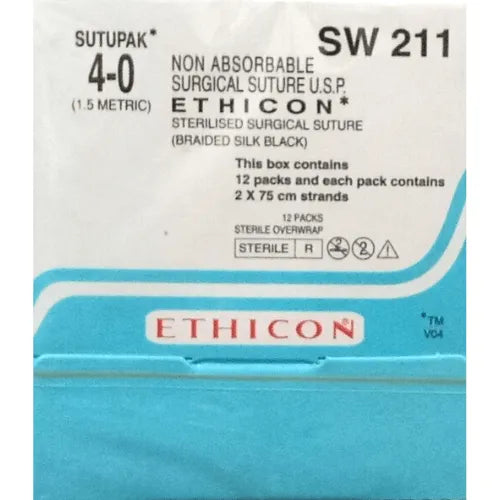 SUTUPAK*
4-0
(1.5 METRIC)
SW 211
NON ABSORBABLE
SURGICAL SUTURE U.S.P.
ETHICON*
STERILISED SURGICAL SUTURE
(BRAIDED SILK BLACK)
This box contains
12 packs and each pack contains
2 X 75 cm strands
12 PACKS
STERILE OVERWRAP
STERILE R
2 2
ETHICON
*TM
V04